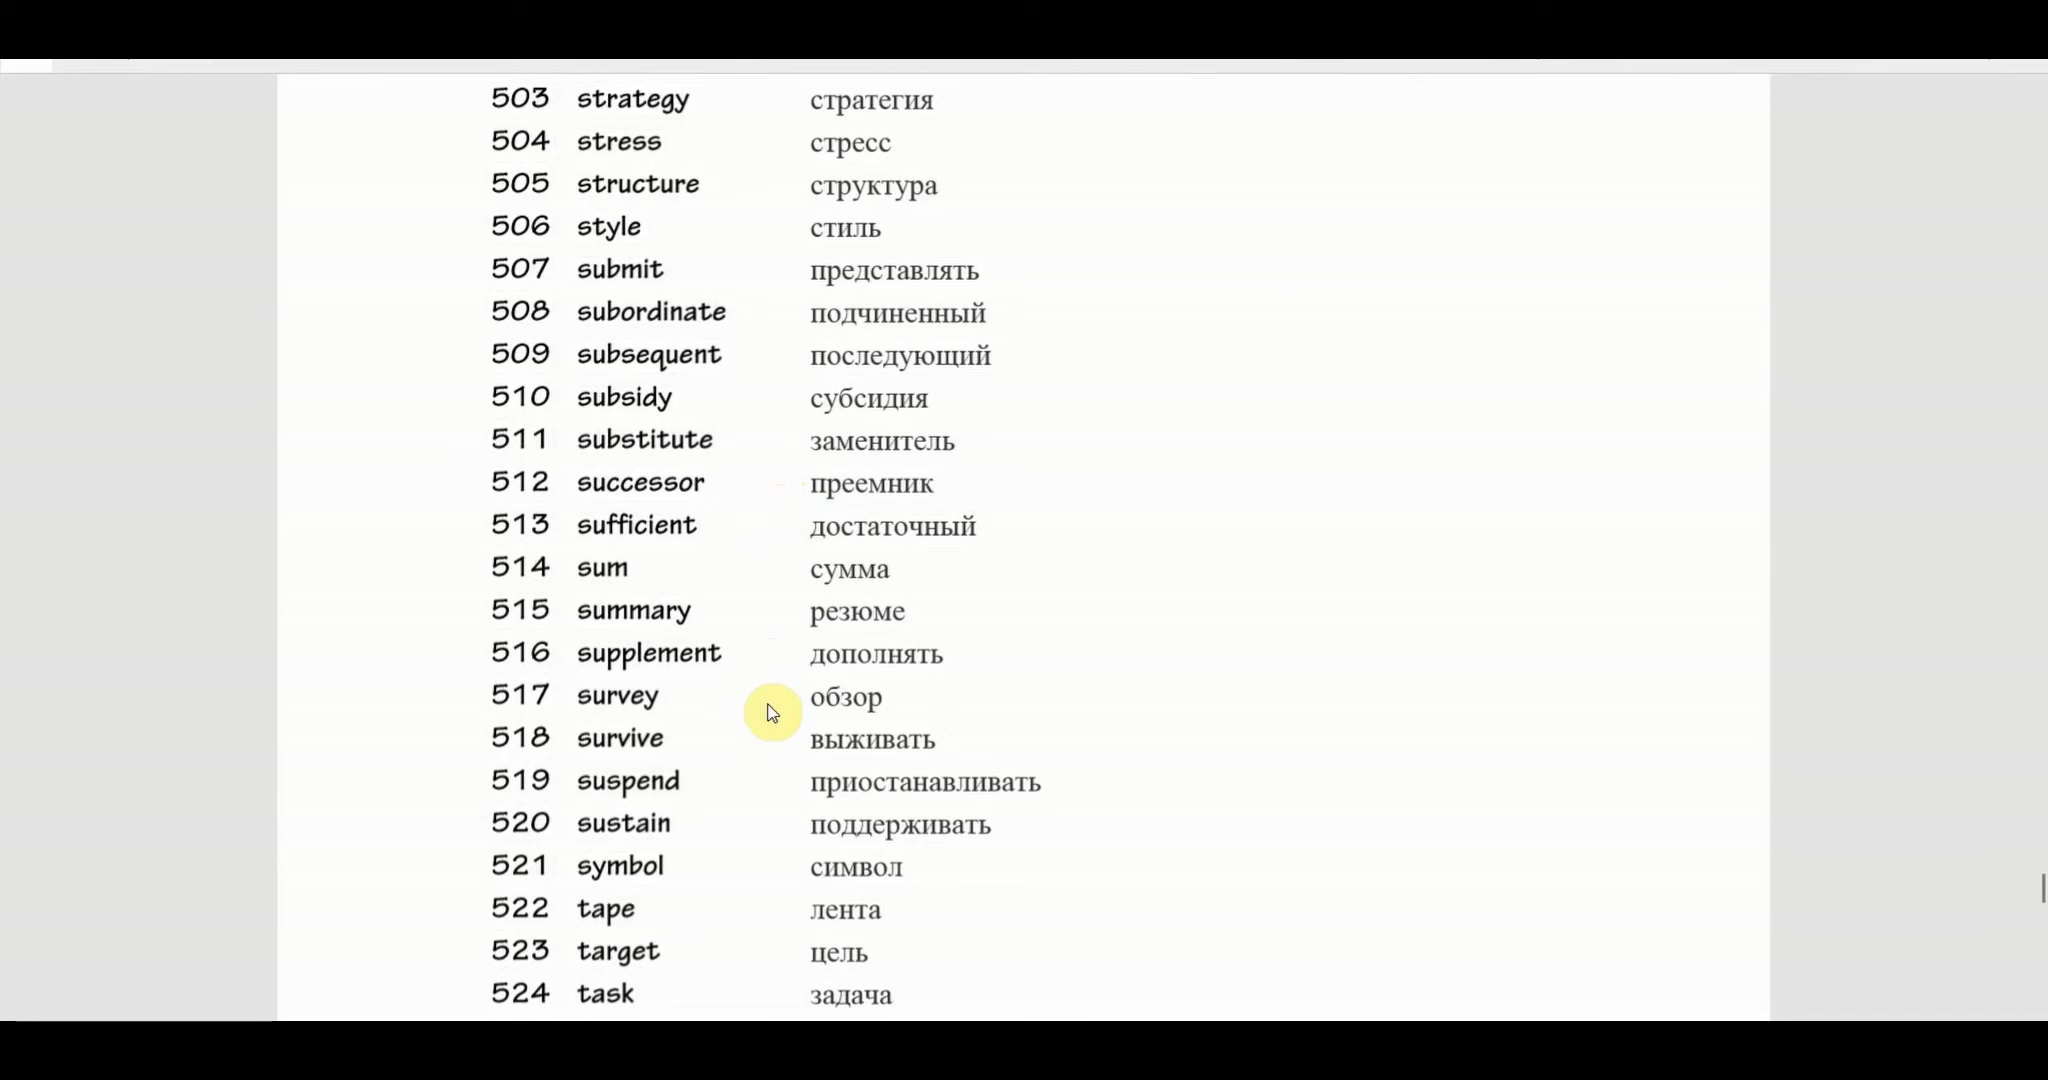 503 strategy стратегия
504 stress стресс
505 structure структура
506 style стиль
507 submit представлять
508 subordinate подчиненный
509 subsequent последующий
510 subsidy субсидия
511 substitute заменитель
512 successor преемник
513 sufficient достаточный
514 sum сумма
515 summary резюме
516 supplement дополнять
517 survey обзор
518 survive выживать
519 suspend приостанавливать
520 sustain поддерживать
521 symbol символ
522 tape лента
523 target цель
524 task задача